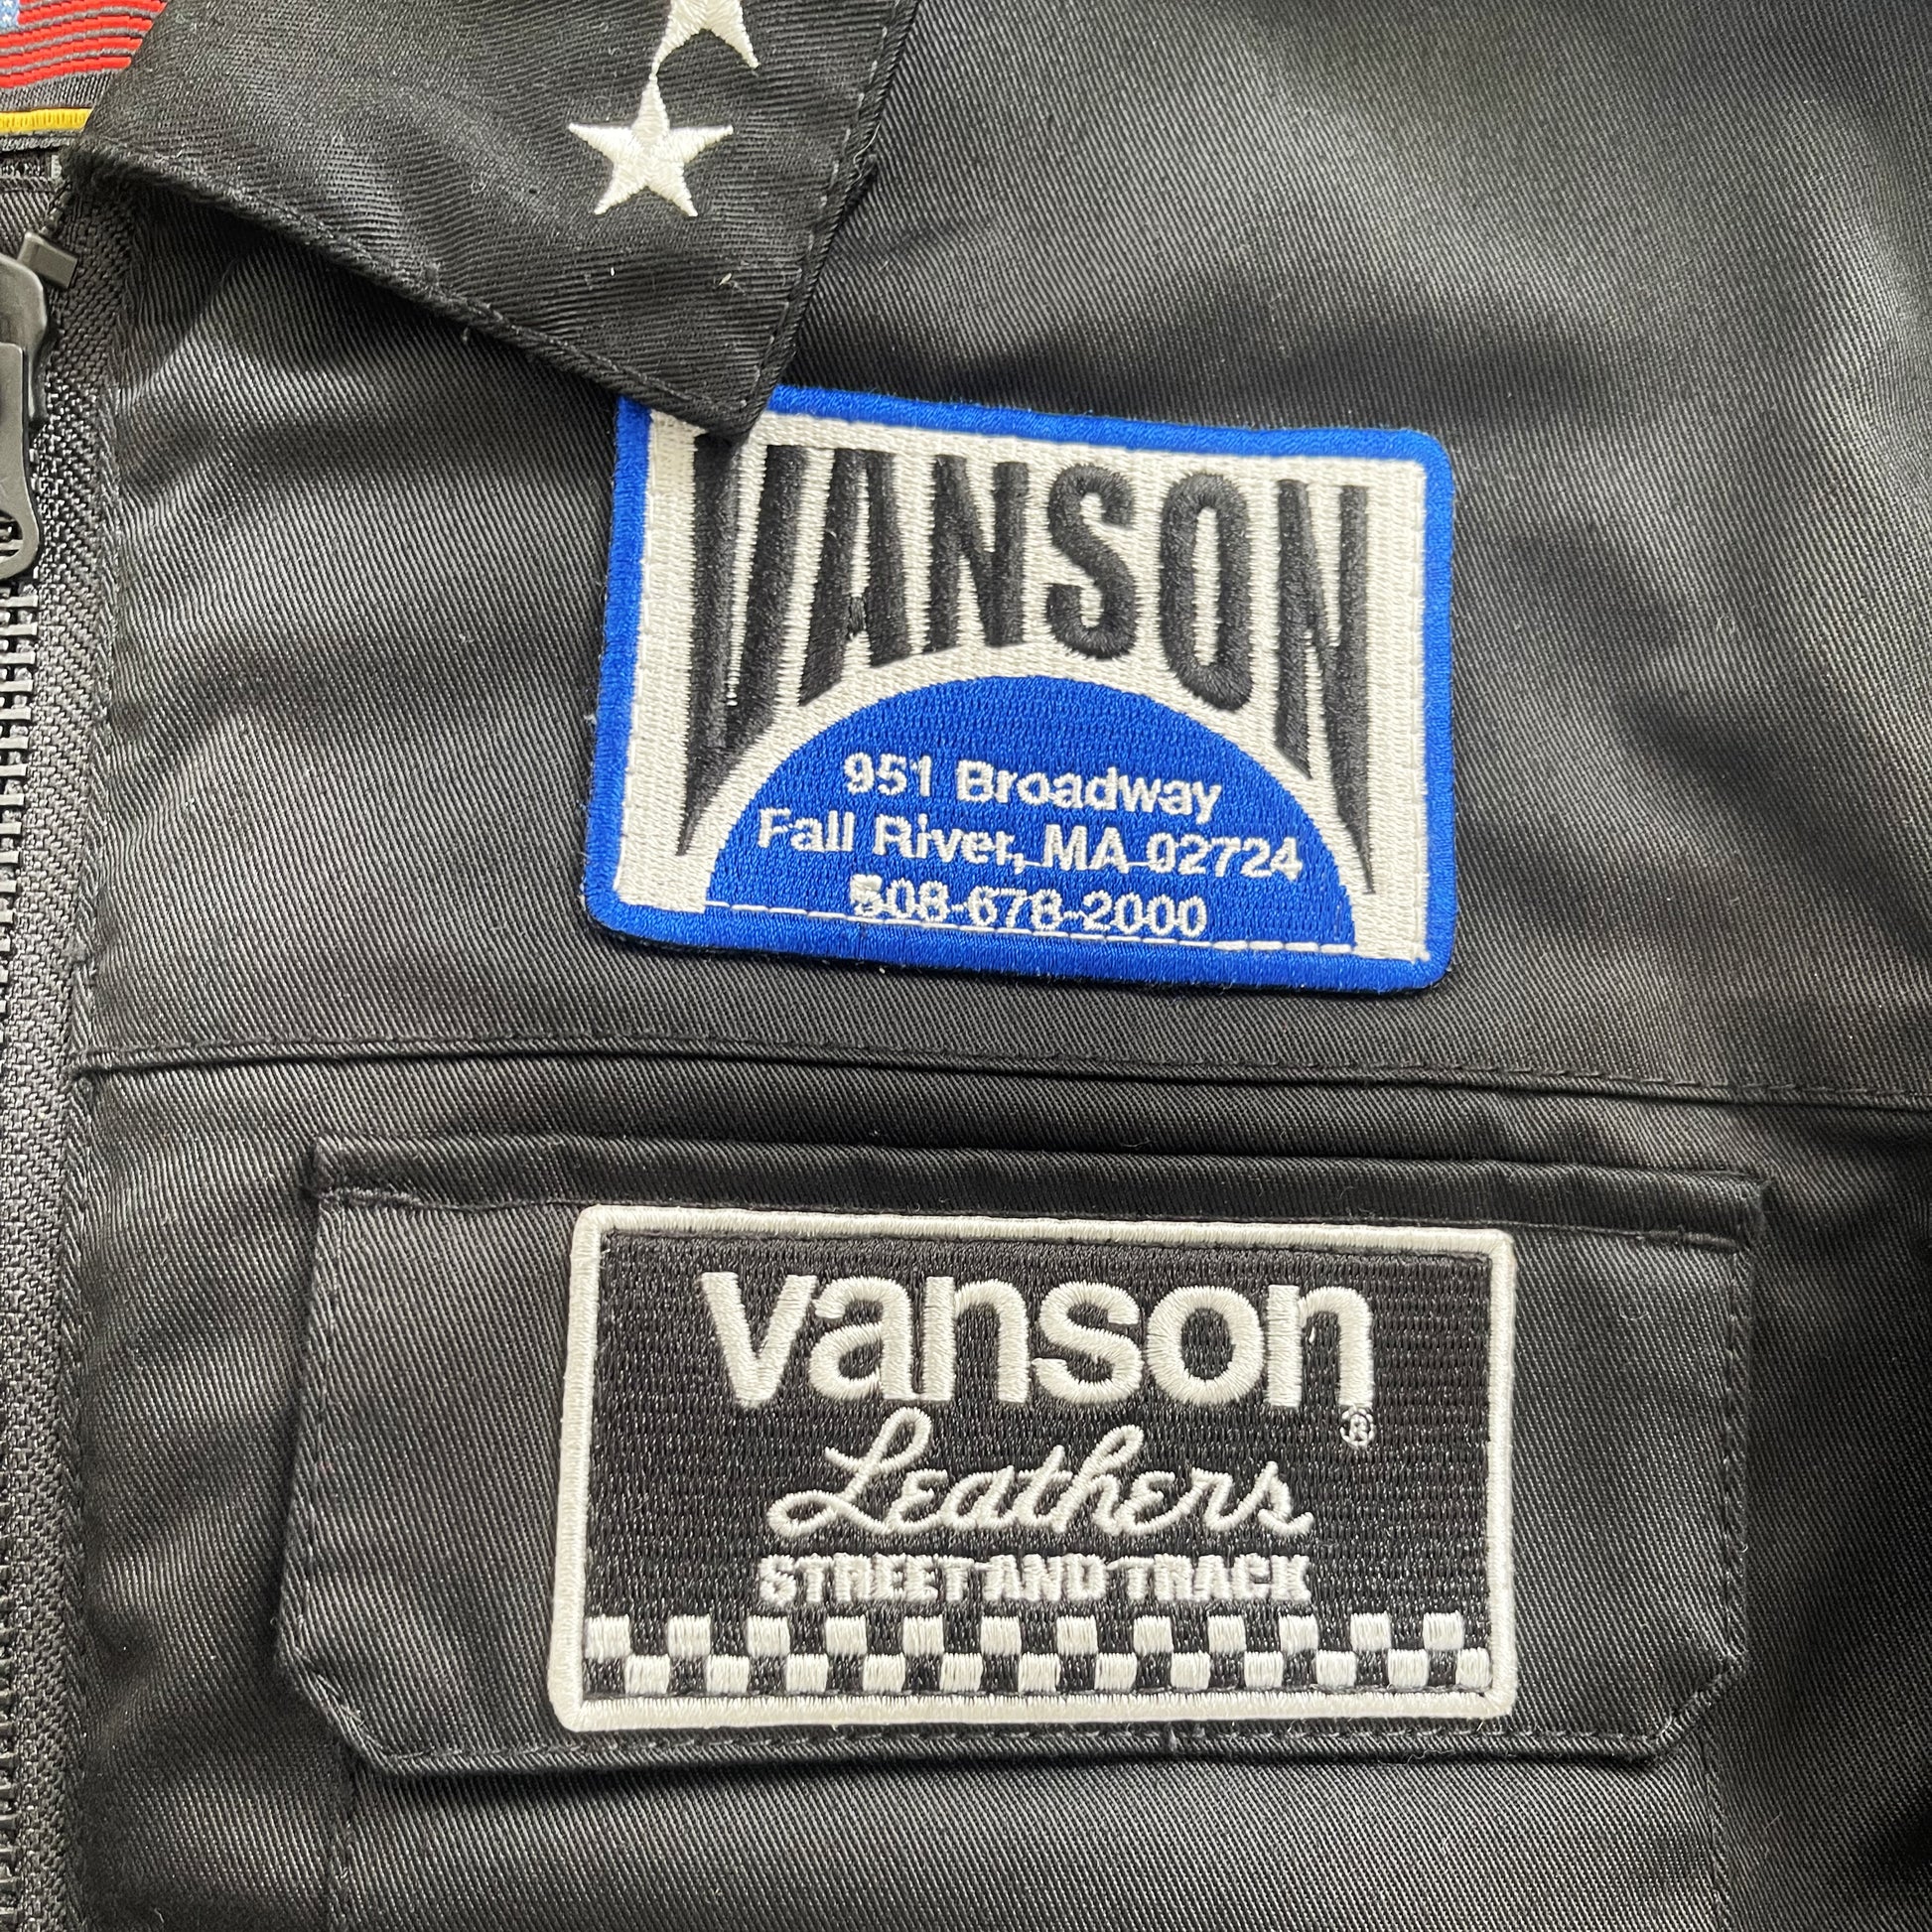 VANSON
951 Broadway
Fall River, MA 02724
508-678-2000
vanson
®
Leathers
STREET AND TRACK